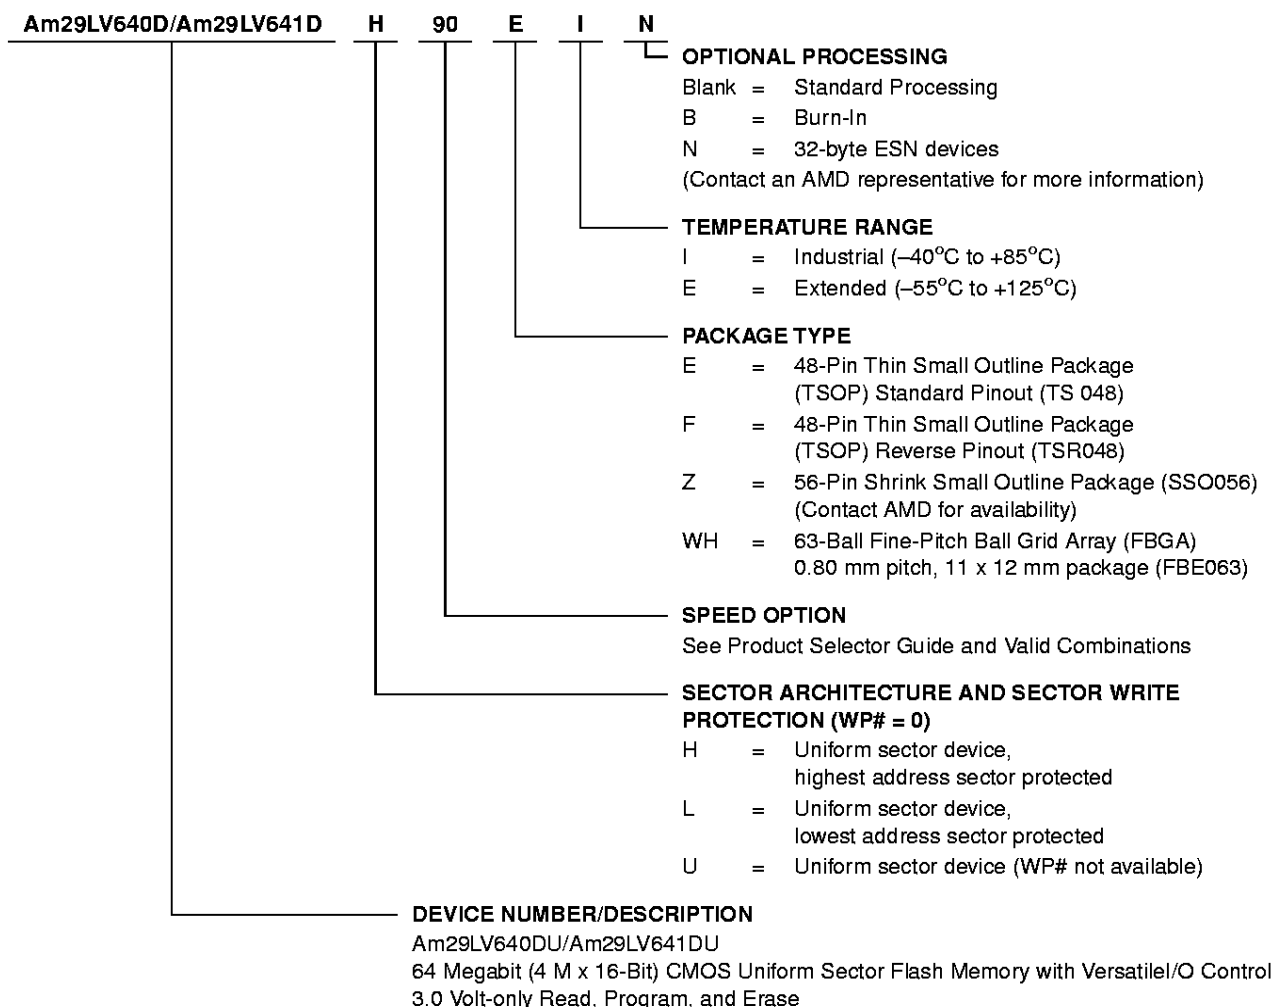 Am29LV640D/Am29LV641D H 90 E I N
OPTIONAL PROCESSING
Blank = Standard Processing
B = Burn-In
N = 32-byte ESN devices
(Contact an AMD representative for more information)
TEMPERATURE RANGE
I = Industrial (–40°C to +85°C)
E = Extended (–55°C to +125°C)
PACKAGE TYPE
E = 48-Pin Thin Small Outline Package
(TSOP) Standard Pinout (TS 048)
F = 48-Pin Thin Small Outline Package
(TSOP) Reverse Pinout (TSR048)
Z = 56-Pin Shrink Small Outline Package (SSO056)
(Contact AMD for availability)
WH = 63-Ball Fine-Pitch Ball Grid Array (FBGA)
0.80 mm pitch, 11 x 12 mm package (FBE063)
SPEED OPTION
See Product Selector Guide and Valid Combinations
SECTOR ARCHITECTURE AND SECTOR WRITE
PROTECTION (WP# = 0)
H = Uniform sector device,
highest address sector protected
L = Uniform sector device,
lowest address sector protected
U = Uniform sector device (WP# not available)
DEVICE NUMBER/DESCRIPTION
Am29LV640DU/Am29LV641DU
64 Megabit (4 M x 16-Bit) CMOS Uniform Sector Flash Memory with VersatileI/O Control
3.0 Volt-only Read, Program, and Erase